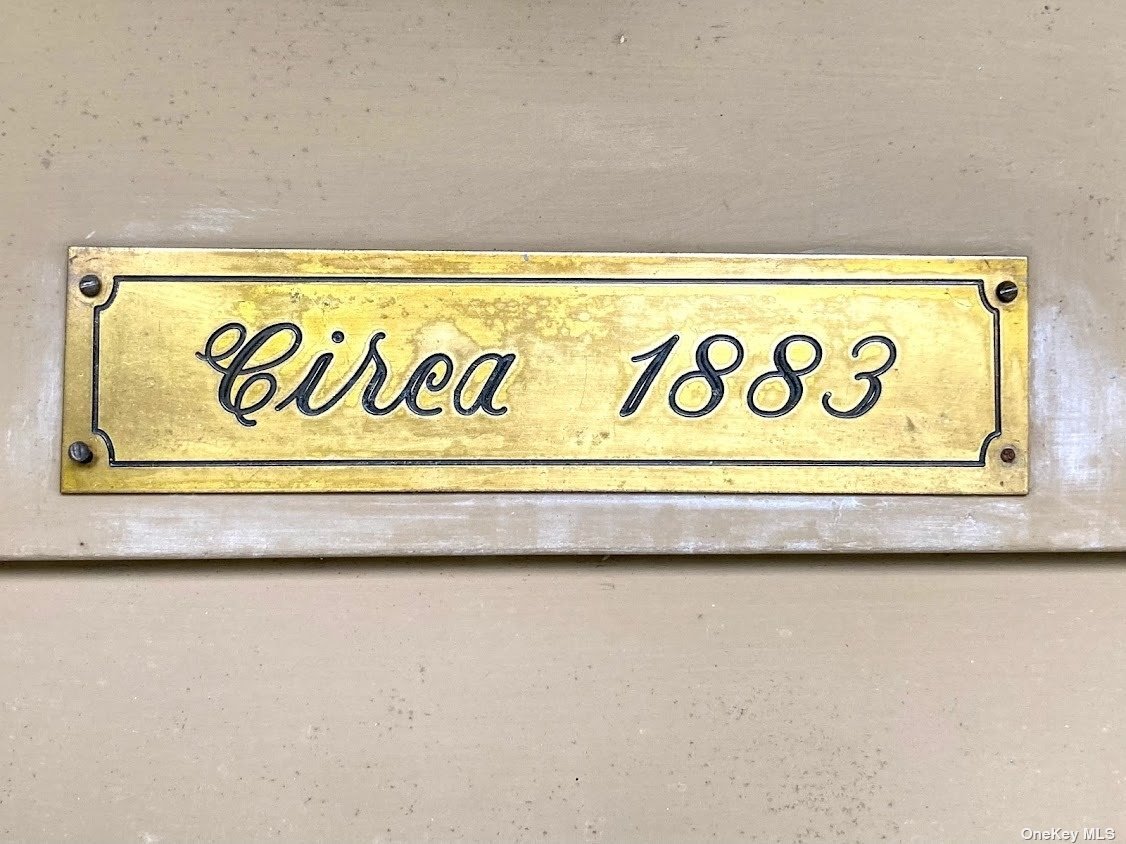 Circa 1883
OneKey MLS